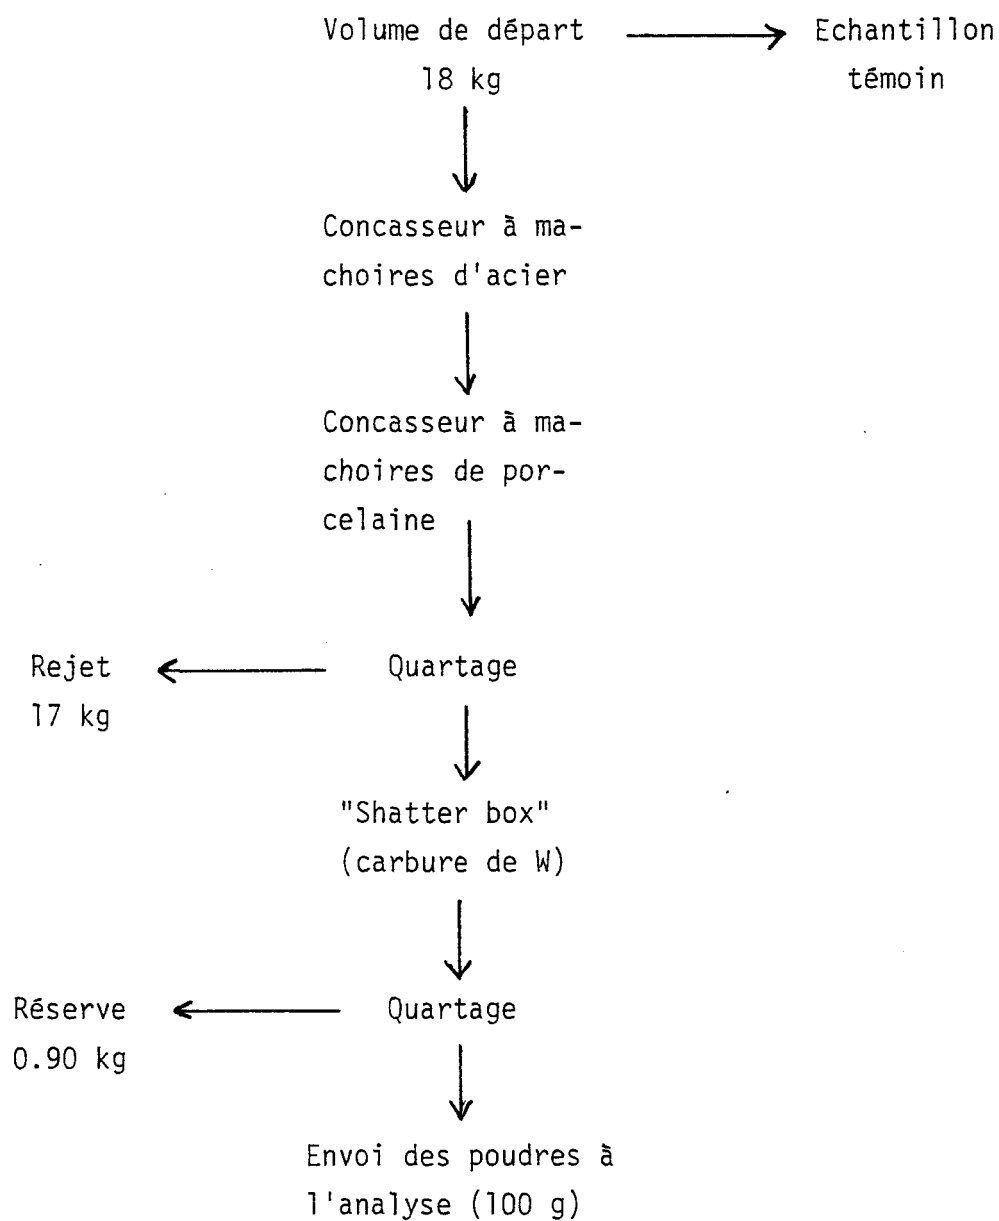 Volume de départ
18 kg
Echantillon
témoin
Concasseur à ma-
choires d'acier
Concasseur à ma-
choires de por-
celaine
Rejet
17 kg
Quartage
"Shatter box"
(carbure de W)
Réserve
0.90 kg
Quartage
Envoi des poudres à
l'analyse (100 g)